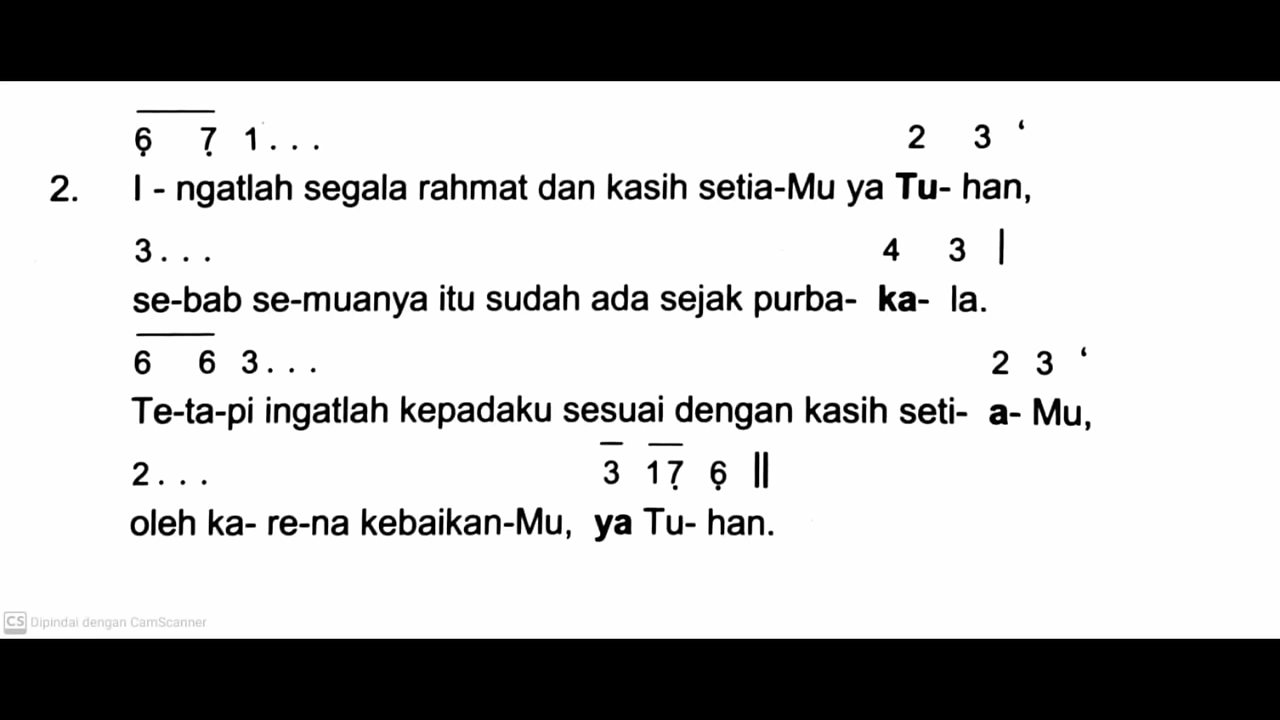 6̣ 7̣ 1 . . . 2 3 ‘
2. I - ngatlah segala rahmat dan kasih setia-Mu ya Tu- han,
3 . . . 4 3 |
se-bab se-muanya itu sudah ada sejak purba- ka- la.
6 6 3 . . . 2 3 ‘
Te-ta-pi ingatlah kepadaku sesuai dengan kasih seti- a- Mu,
2 . . . 3 17̣ 6̣ ||
oleh ka- re-na kebaikan-Mu, ya Tu- han.
CS Dipindai dengan CamScanner